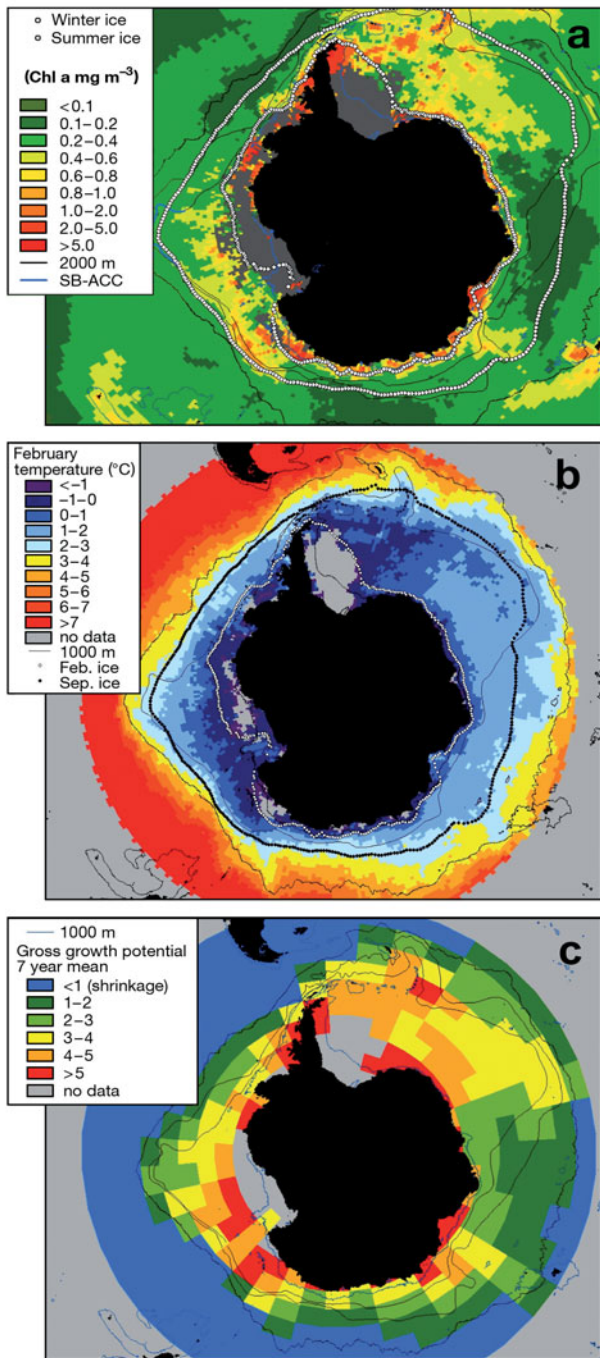 Winter ice
Summer ice
(Chl a mg m⁻³)
<0.1
0.1–0.2
0.2–0.4
0.4–0.6
0.6–0.8
0.8–1.0
1.0–2.0
2.0–5.0
>5.0
2000 m
SB-ACC
a
February
temperature (°C)
<-1
-1-0
0-1
1-2
2-3
3-4
4-5
5-6
6-7
>7
no data
1000 m
Feb. ice
Sep. ice
b
1000 m
Gross growth potential
7 year mean
<1 (shrinkage)
1–2
2–3
3–4
4–5
>5
no data
c